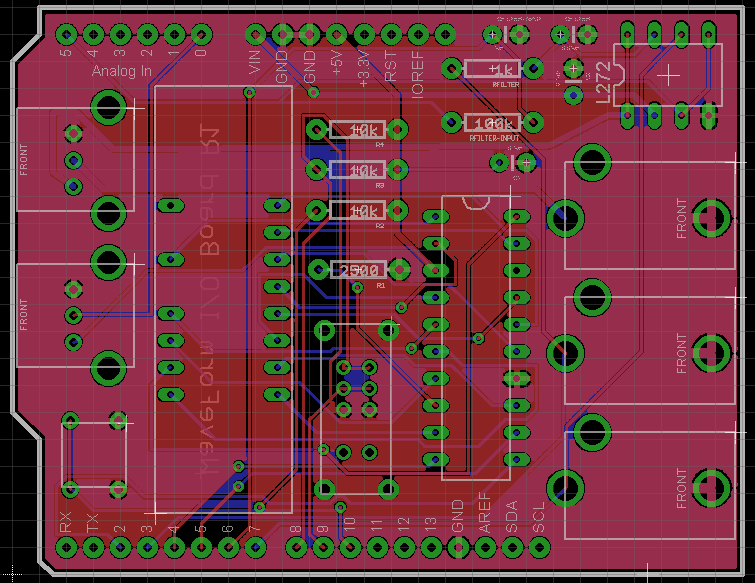 5 4 3 2 1 0 VIN GND GND +5V +3.3V RST IOREF
Analog In
L272
1k
RFILTER
100k
RFILTER-INPUT
FRONT
10k
R4
10k
R3
10k
R2
2500
R1
FRONT
FRONT
FRONT
FRONT
Waveform I/O Board R1
RX TX 2 3 4 5 6 7 8 9 10 11 12 13 GND AREF SDA SCL